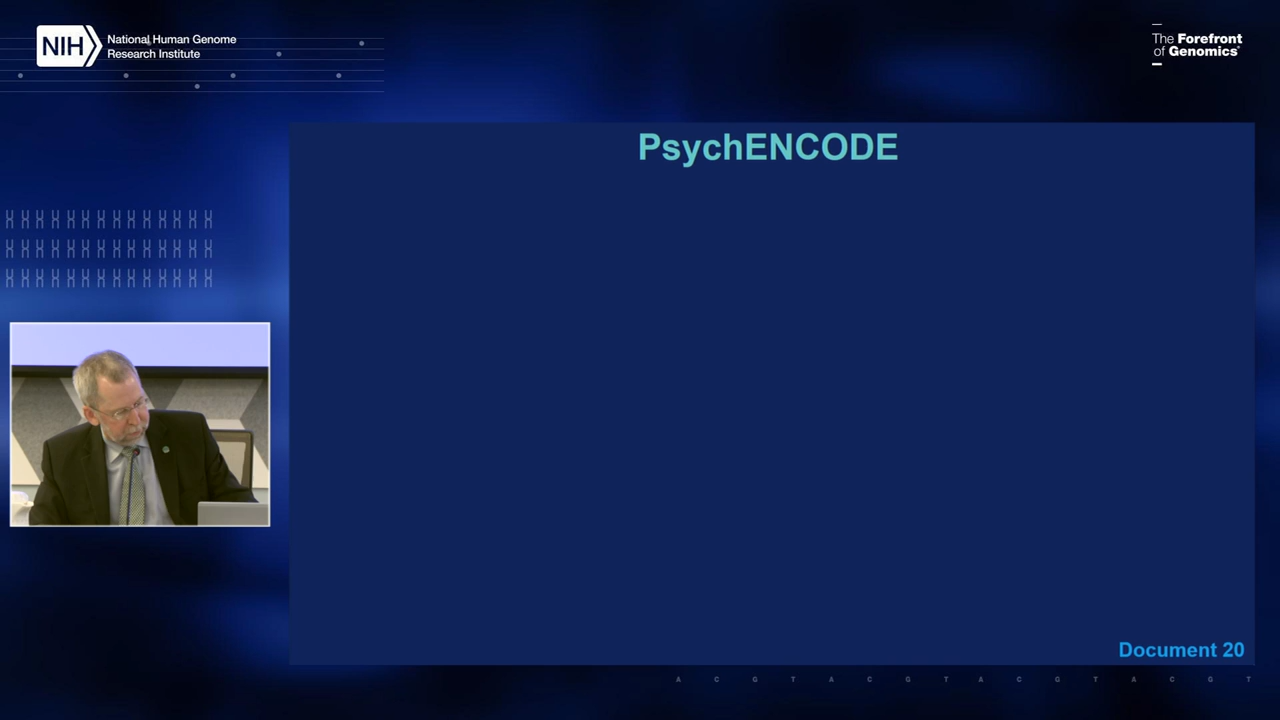 NIH
National Human Genome
Research Institute
The Forefront
of Genomics®
PsychENCODE
Document 20
A C G T A C G T A C G T A C G T